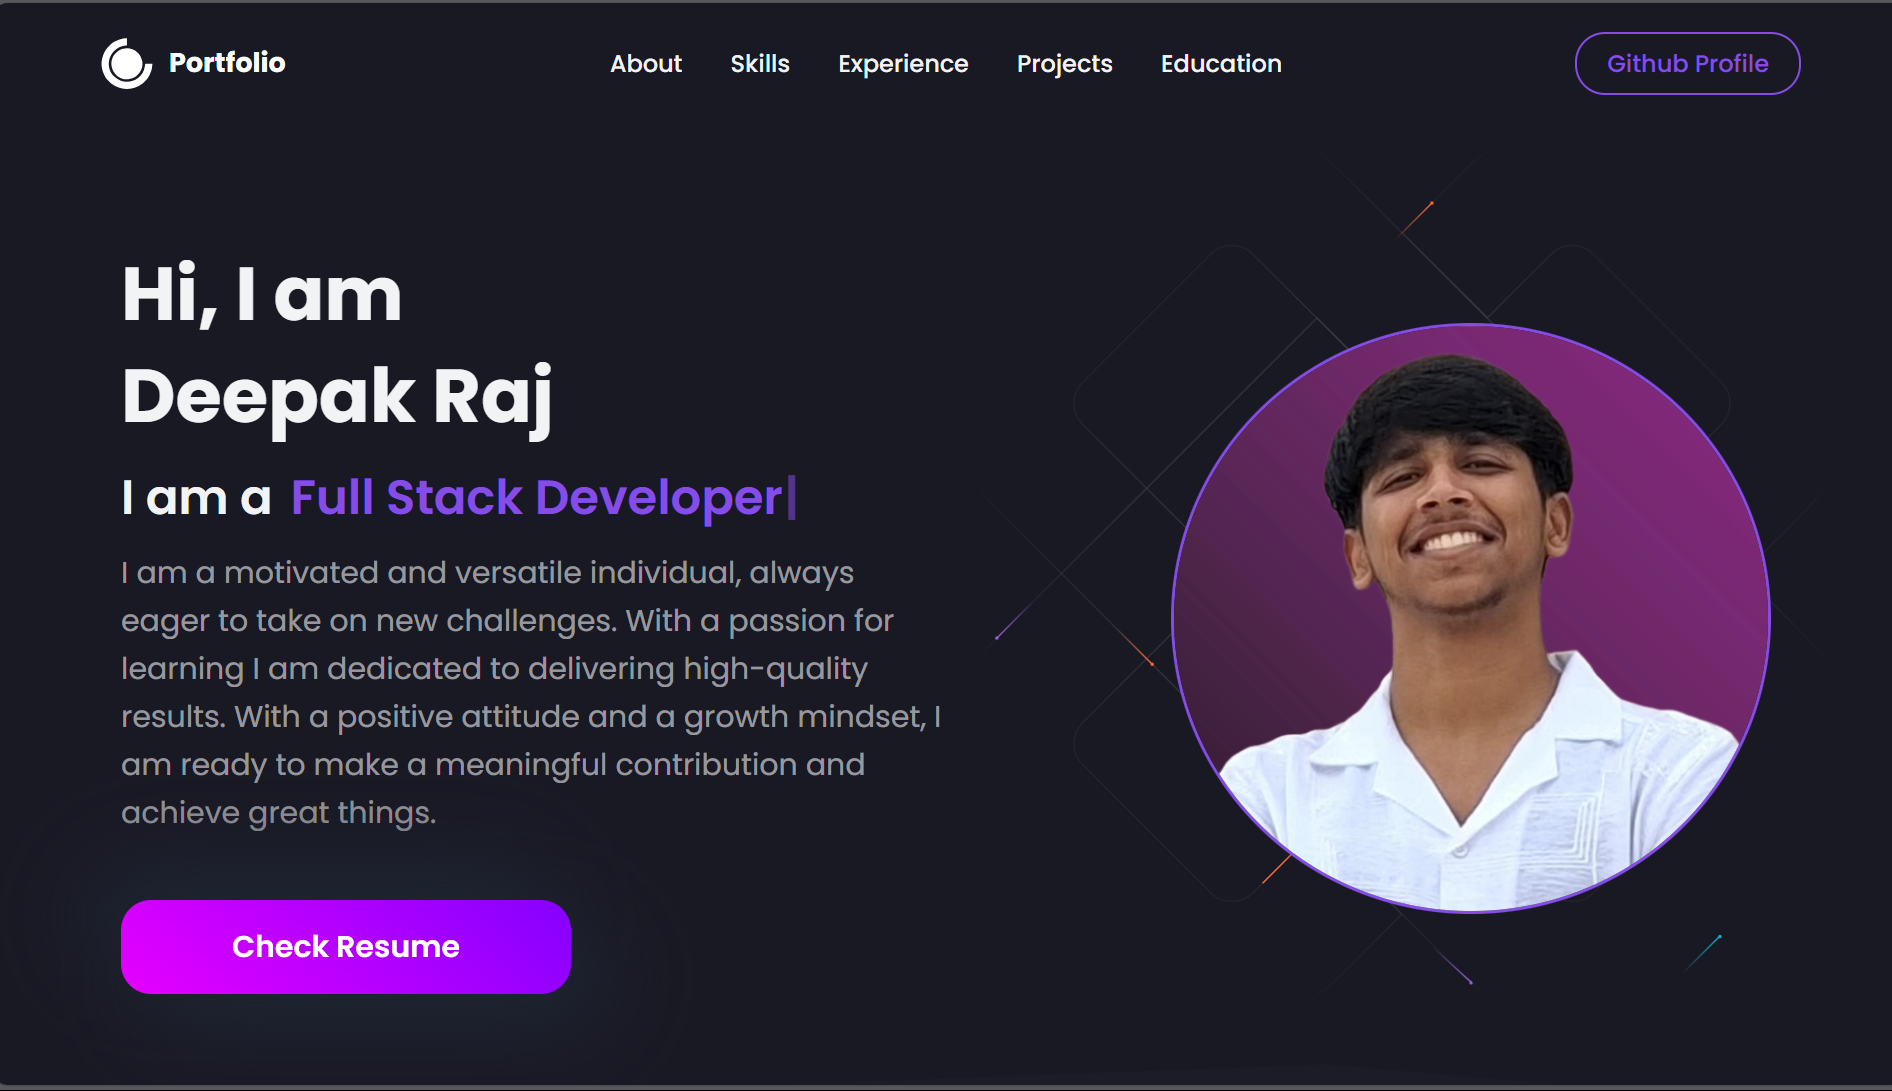 Portfolio
About
Skills
Experience
Projects
Education
Github Profile
Hi, I am
Deepak Raj
I am a Full Stack Developer|
I am a motivated and versatile individual, always
eager to take on new challenges. With a passion for
learning I am dedicated to delivering high-quality
results. With a positive attitude and a growth mindset, I
am ready to make a meaningful contribution and
achieve great things.
Check Resume